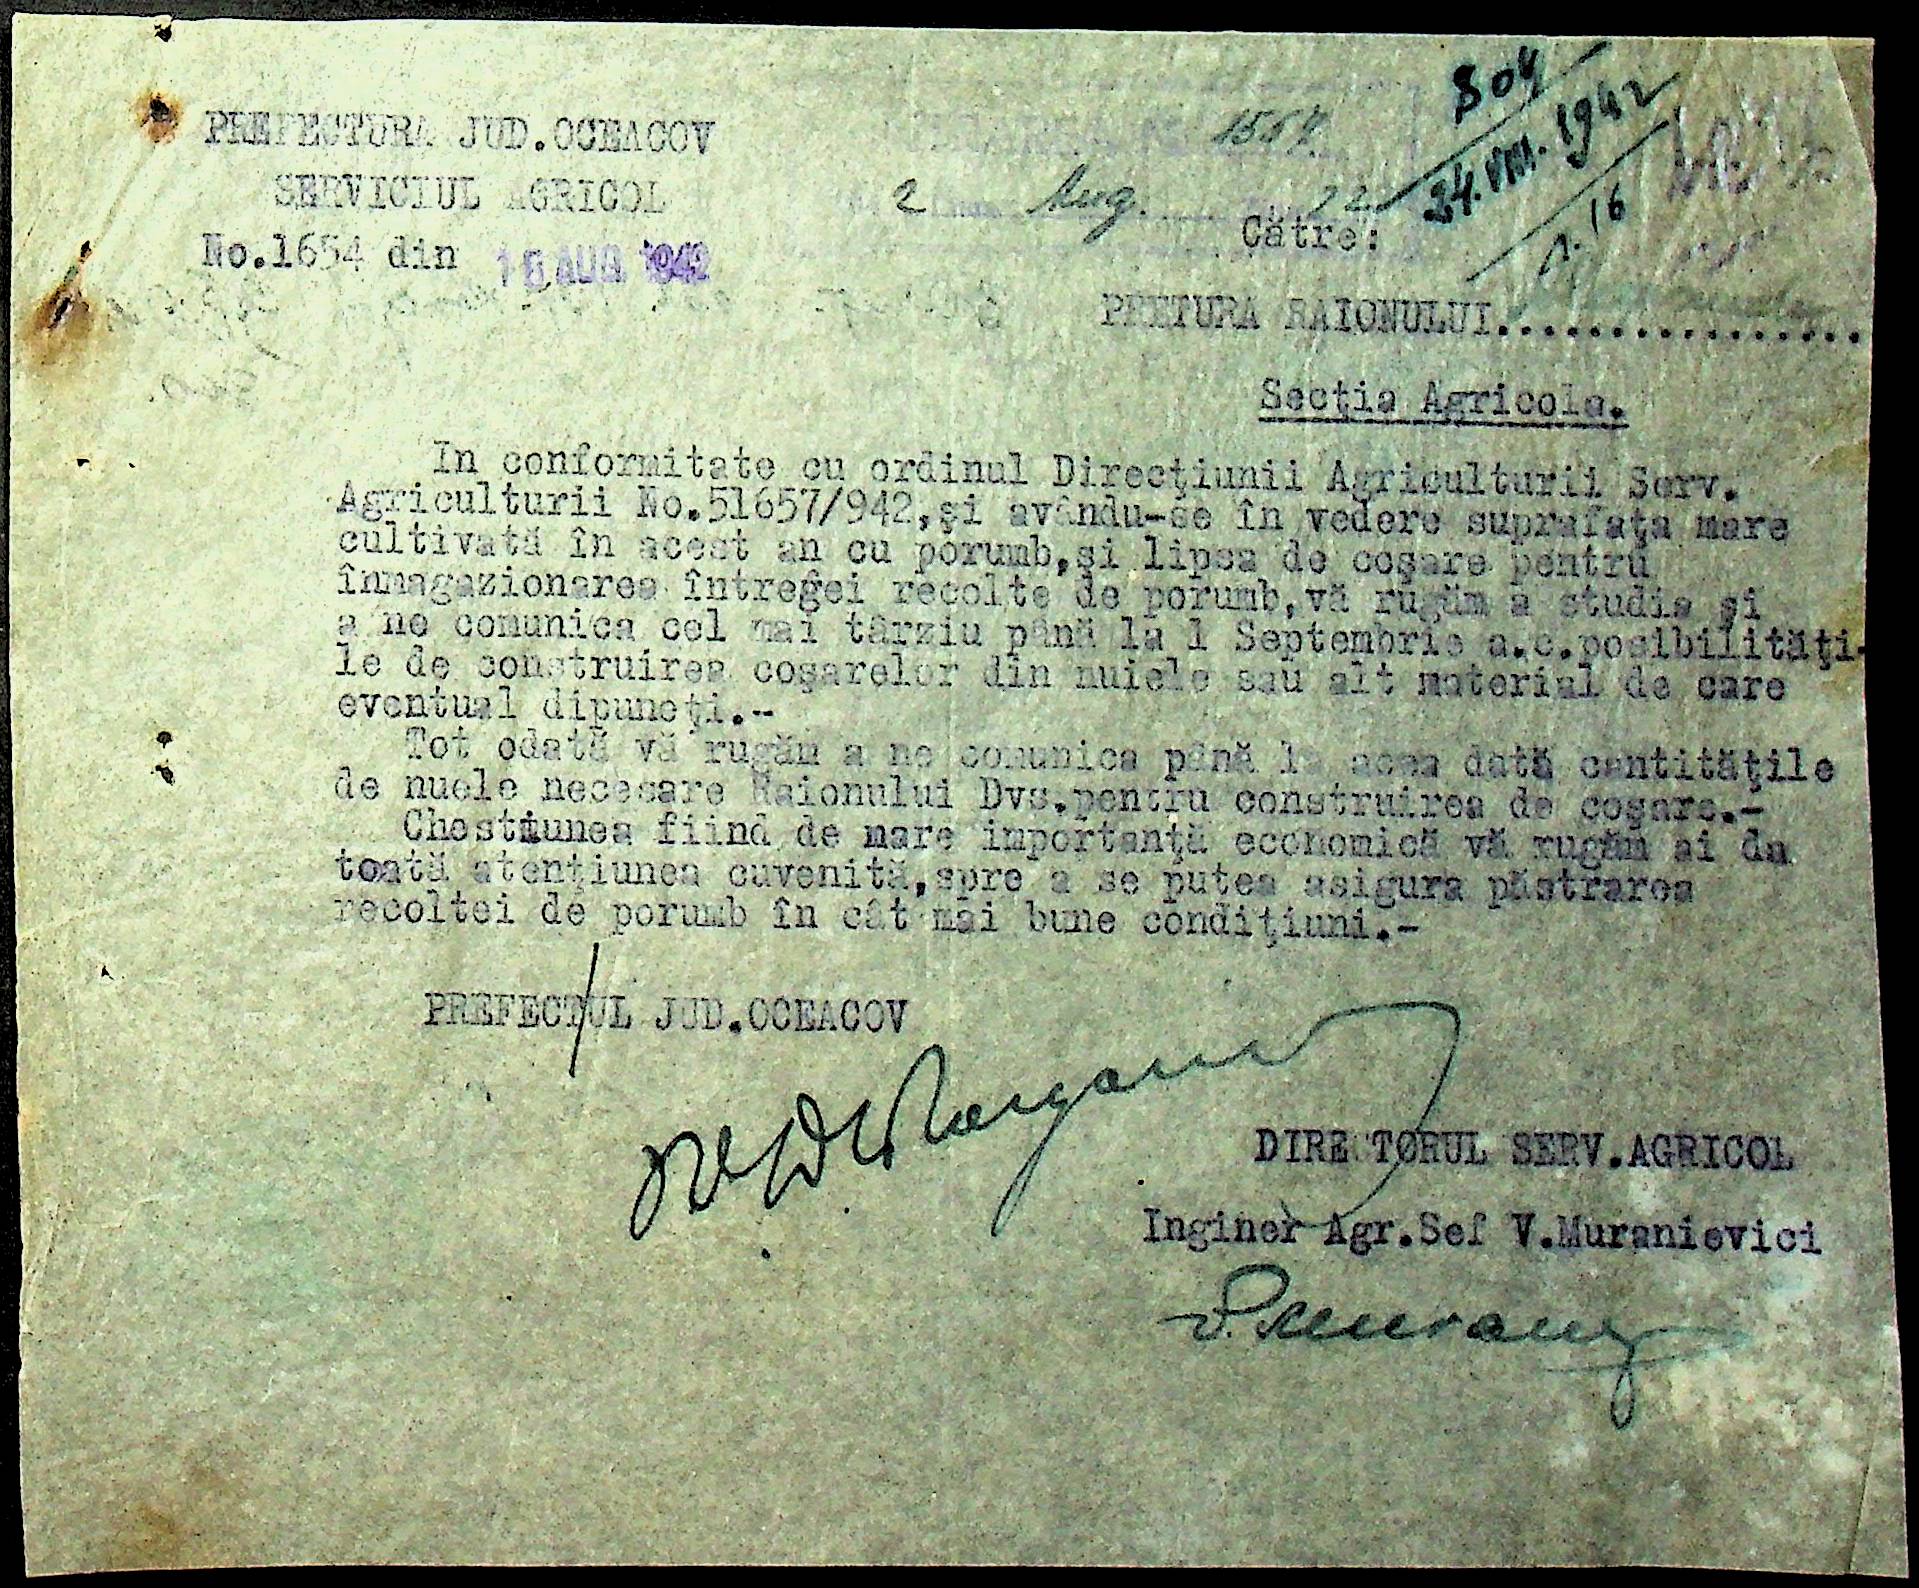 804
24.VIII.1942
1554
PREFECTURA JUD.OCEACOV
SERVICIUL AGRICOL
2 Aug.
1.16
No.1654 din
AUG 1942
Către:
PRETURA RAIONULUI..................
Secţia Agricola.
In conformitate cu ordinul Direcţiunii Agriculturii Serv.
Agriculturii No.51657/942,şi avându-se în vedere suprafaţa mare
cultivată în acest an cu porumb,şi lipsa de coşare pentru
înmagazionarea întregei recolte de porumb,vă rugăm a studia şi
a ne comunica cel mai târziu până la 1 Septembrie a.c.posibilităţi-
le de construirea coşarelor din nuiele sau alt material de care
eventual dipuneţi.--
Tot odată vă rugăm a ne comunica până la acea dată cantităţile
de nuele necesare Raionului Dvs.pentru construirea de coşare.-
Chestiunea fiind de mare importanţă economică vă rugăm ai da
toată atenţiunea cuvenită,spre a se putea asigura păstrarea
recoltei de porumb în cât mai bune condiţiuni.-
PREFECTUL JUD.OCEACOV
DIRE TORUL SERV.AGRICOL
Inginer Agr.Sef V.Muranievici